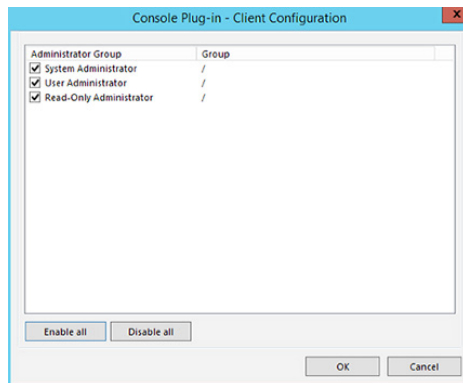 Console Plug-in - Client Configuration
x
Administrator Group Group
System Administrator /
User Administrator /
Read-Only Administrator /
Enable all Disable all
OK Cancel